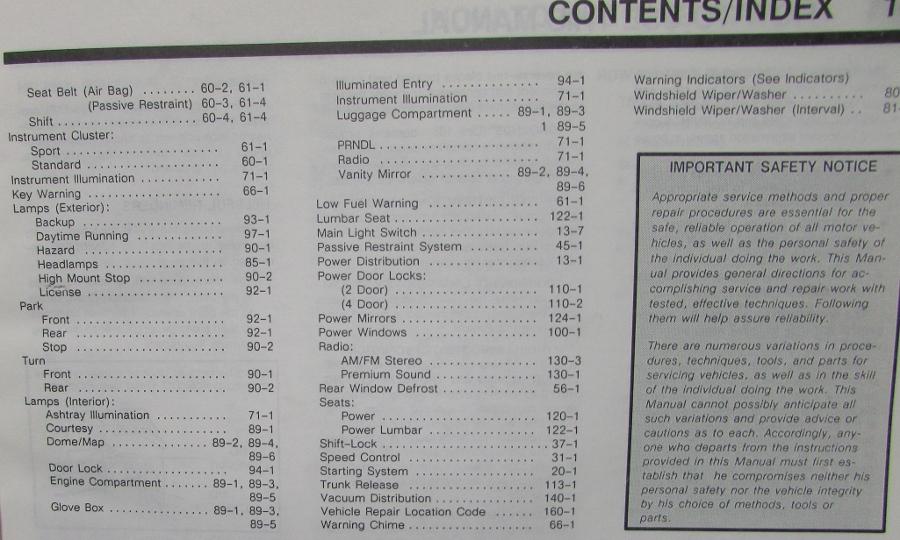 CONTENTS/INDEX
Seat Belt (Air Bag) ........ 60-2, 61-1
(Passive Restraint) 60-3, 61-4
Shift ..................... 60-4, 61-4
Instrument Cluster:
Sport ....................... 61-1
Standard .................... 60-1
Instrument Illumination ............ 71-1
Key Warning .................... 66-1
Lamps (Exterior):
Backup ..................... 93-1
Daytime Running ............ 97-1
Hazard ...................... 90-1
Headlamps ................... 85-1
High Mount Stop ............. 90-2
License ..................... 92-1
Park
Front ...................... 92-1
Rear ....................... 92-1
Stop ....................... 90-2
Turn
Front ...................... 90-1
Rear ....................... 90-2
Lamps (Interior):
Ashtray Illumination ........... 71-1
Courtesy ..................... 89-1
Dome/Map ............... 89-2, 89-4,
89-6
Door Lock .................. 94-1
Engine Compartment ....... 89-1, 89-3,
89-5
Glove Box ................ 89-1, 89-3,
89-5
Illuminated Entry .............. 94-1
Instrument Illumination ........... 71-1
Luggage Compartment ..... 89-1, 89-3
1 89-5
PRNDL ....................... 71-1
Radio ....................... 71-1
Vanity Mirror ............ 89-2, 89-4,
89-6
Low Fuel Warning ............... 61-1
Lumbar Seat .................... 122-1
Main Light Switch ................ 13-7
Passive Restraint System .......... 45-1
Power Distribution ................ 13-1
Power Door Locks:
(2 Door) .................... 110-1
(4 Door) .................... 110-2
Power Mirrors ................... 124-1
Power Windows .................. 100-1
Radio:
AM/FM Stereo ................ 130-3
Premium Sound ............... 130-1
Rear Window Defrost .............. 56-1
Seats:
Power ...................... 120-1
Power Lumbar ................ 122-1
Shift-Lock ....................... 37-1
Speed Control ................... 31-1
Starting System .................. 20-1
Trunk Release ................... 113-1
Vacuum Distribution .............. 140-1
Vehicle Repair Location Code ...... 160-1
Warning Chime ................... 66-1
Warning Indicators (See Indicators)
Windshield Wiper/Washer .......... 80
Windshield Wiper/Washer (Interval) .. 81
IMPORTANT SAFETY NOTICE
Appropriate service methods and proper
repair procedures are essential for the
safe, reliable operation of all motor ve-
hicles, as well as the personal safety of
the individual doing the work. This Man-
ual provides general directions for ac-
complishing service and repair work with
tested, effective techniques. Following
them will help assure reliability.
There are numerous variations in proce-
dures, techniques, tools, and parts for
servicing vehicles, as well as in the skill
of the individual doing the work. This
Manual cannot possibly anticipate all
such variations and provide advice or
cautions as to each. Accordingly, any-
one who departs from the instructions
provided in this Manual must first es-
tablish that he compromises neither his
personal safety nor the vehicle integrity
by his choice of methods, tools or
parts.